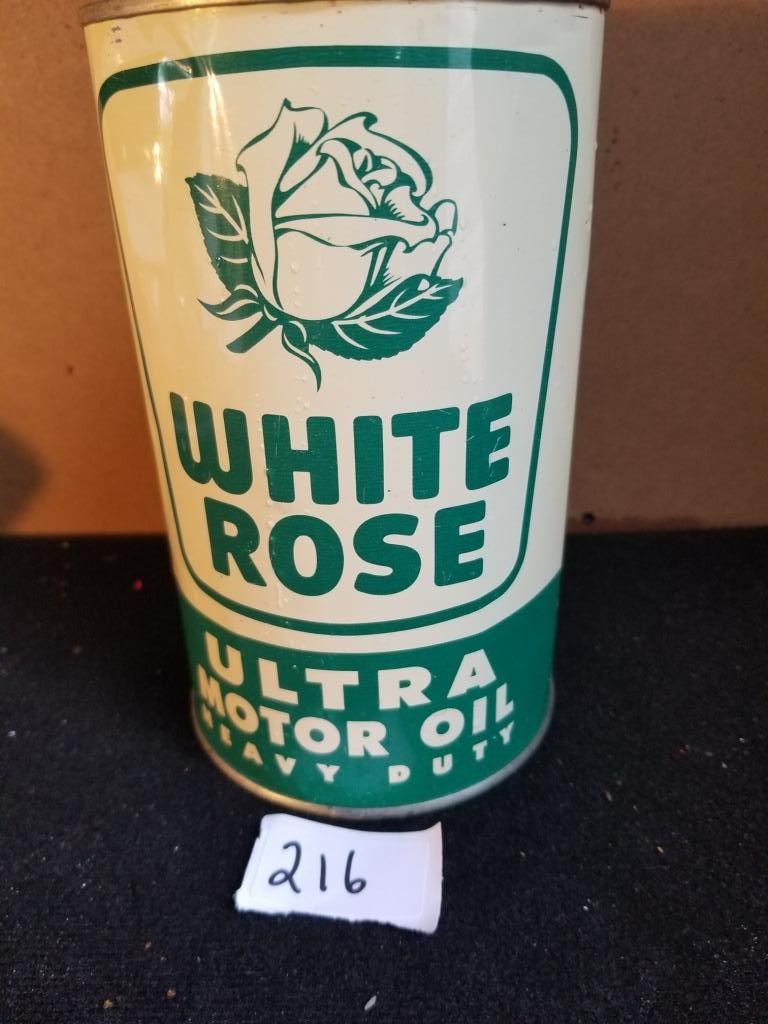 WHITE
ROSE
ULTRA
MOTOR OIL
HEAVY DUTY
216